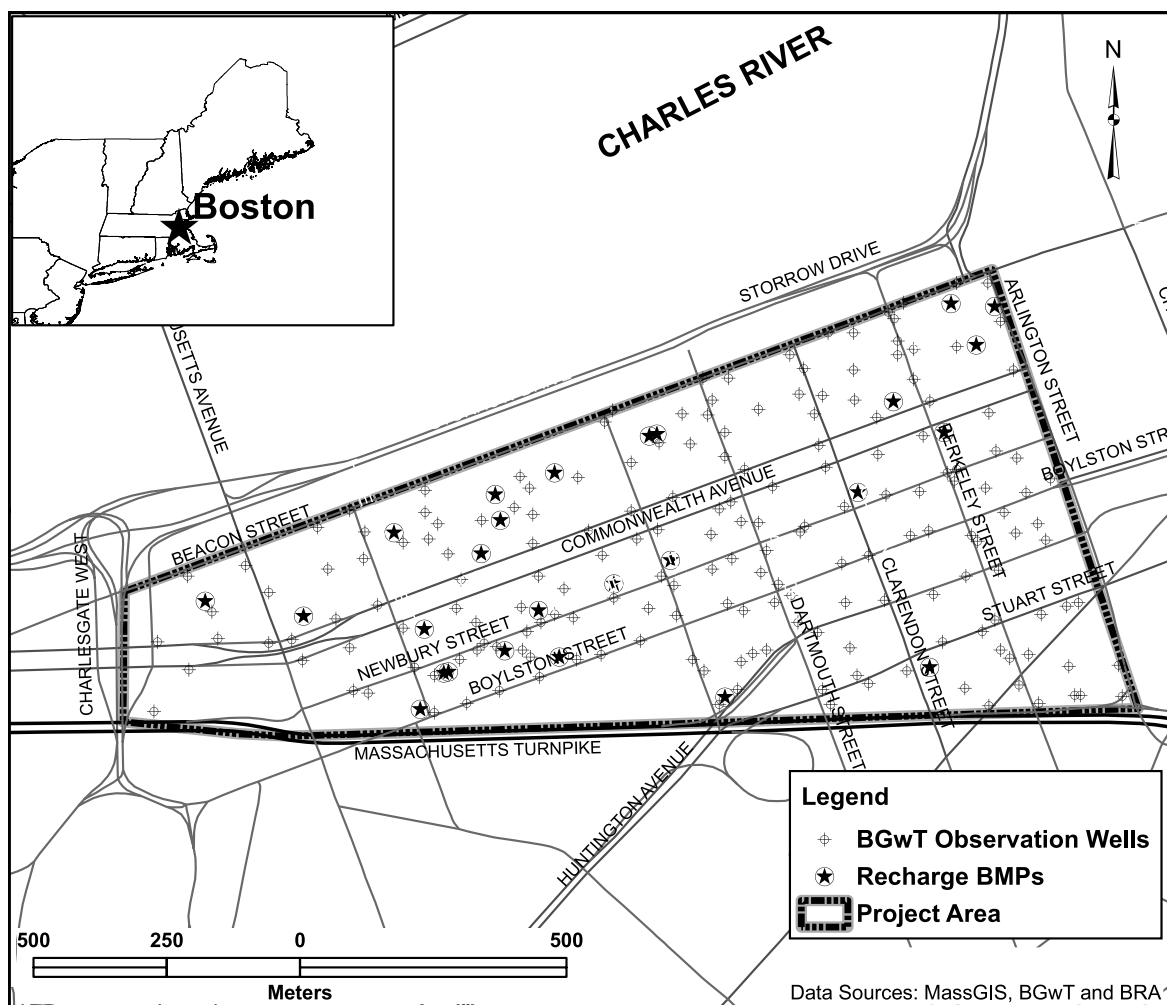 CHARLES RIVER
N
Boston
STORROW DRIVE
ARLINGTON STREET
MASSACHUSETTS TURNPIKE
BEACON STREET
COMMONWEALTH AVENUE
BERKELEY STREET
CHARLESGATE WEST
NEWBURY STREET
BOYLSTON STREET
CLARENDON STREET
STUART STREET
DARTMOUTH STREET
HUNTINGTON AVENUE
USETTS AVENUE
BOYLSTON STR
Legend
BGwT Observation Wells
Recharge BMPs
Project Area
500 250 0 500
Meters
Data Sources: MassGIS, BGwT and BRA